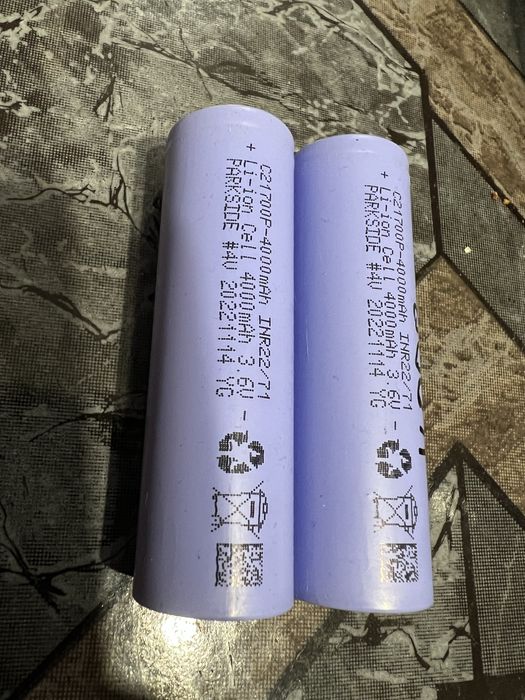 C21700P-4000mAh INR22/71
+ Li-ion Cell 4000mAh 3.6V -
PARKSIDE #4V 20221114 YG
C21700P-4000mAh INR22/71
+ Li-ion Cell 4000mAh 3.6V -
PARKSIDE #4V 20221114 YG